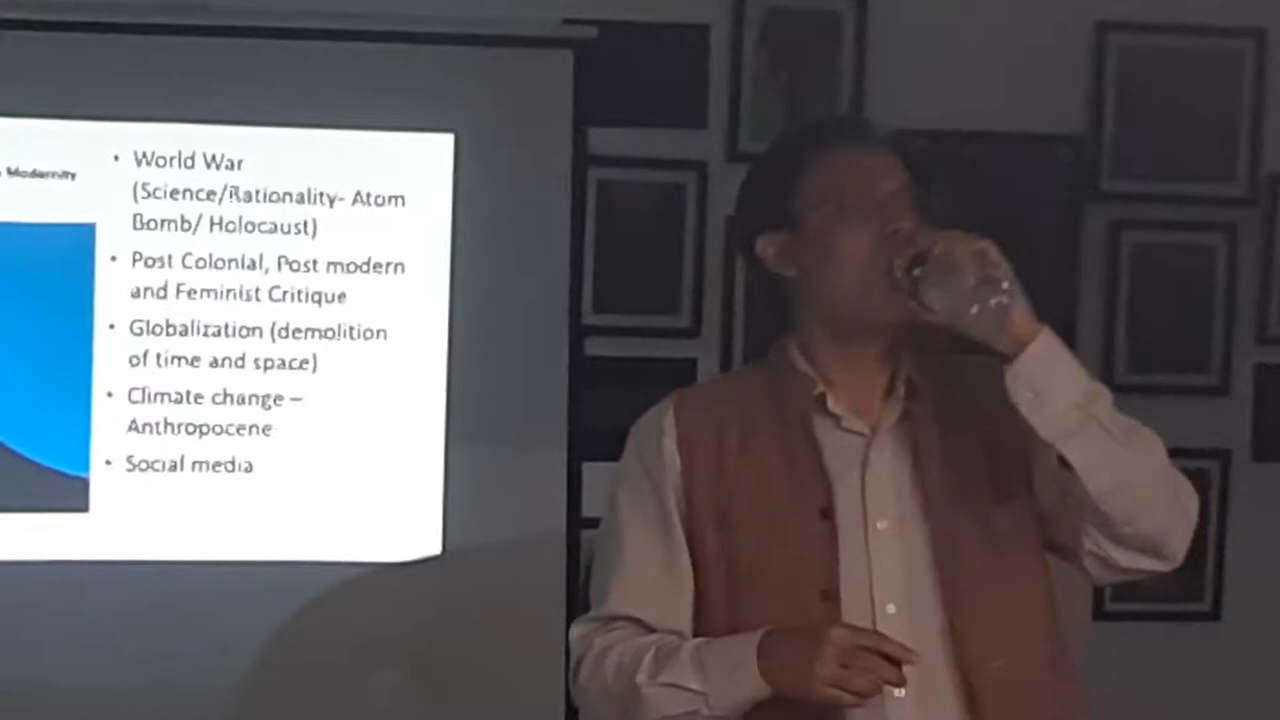 Modernity
• World War
(Science/Rationality- Atom
Bomb/ Holocaust)
• Post Colonial, Post modern
and Feminist Critique
• Globalization (demolition
of time and space)
• Climate change –
Anthropocene
• Social media